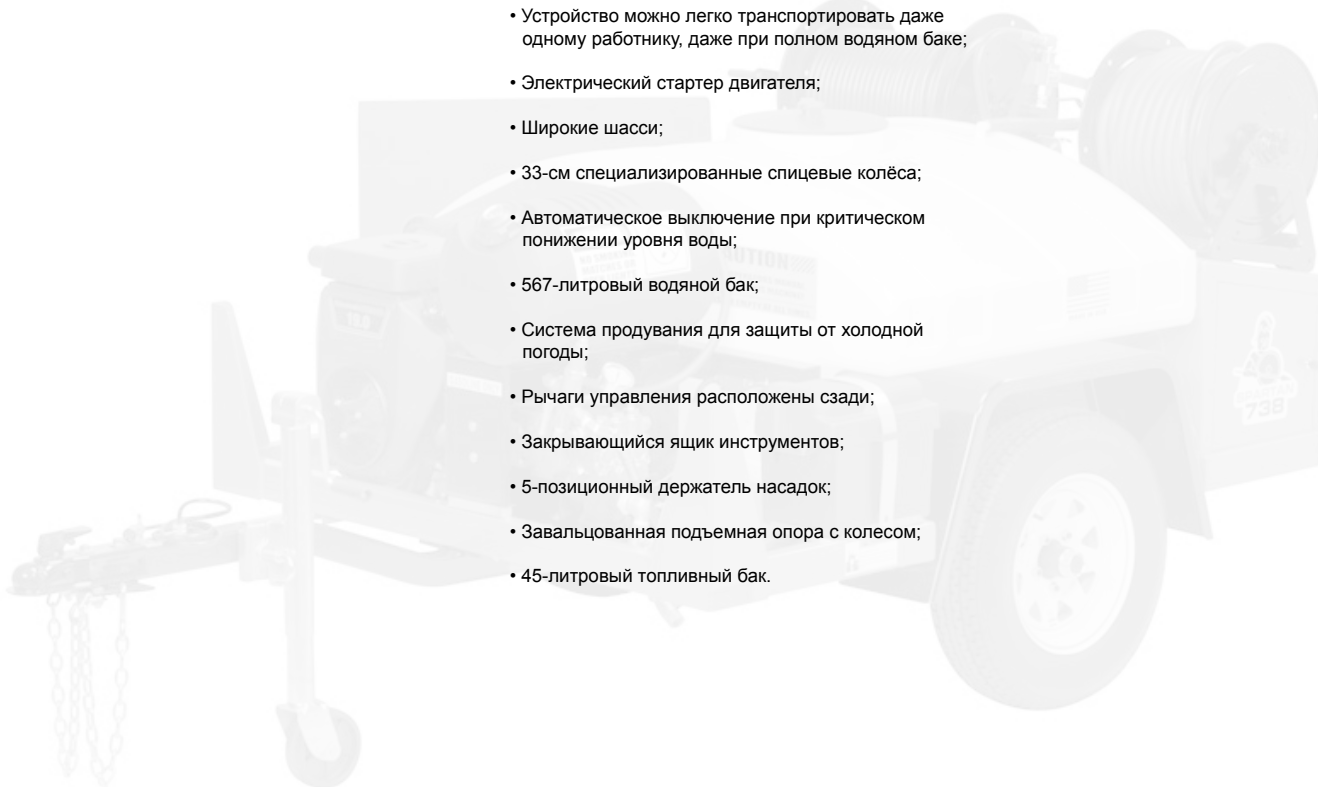 • Устройство можно легко транспортировать даже
одному работнику, даже при полном водяном баке;
• Электрический стартер двигателя;
• Широкие шасси;
• 33-см специализированные спицевые колёса;
• Автоматическое выключение при критическом
понижении уровня воды;
• 567-литровый водяной бак;
• Система продувания для защиты от холодной
погоды;
• Рычаги управления расположены сзади;
• Закрывающийся ящик инструментов;
• 5-позиционный держатель насадок;
• Завальцованная подъемная опора с колесом;
• 45-литровый топливный бак.
738